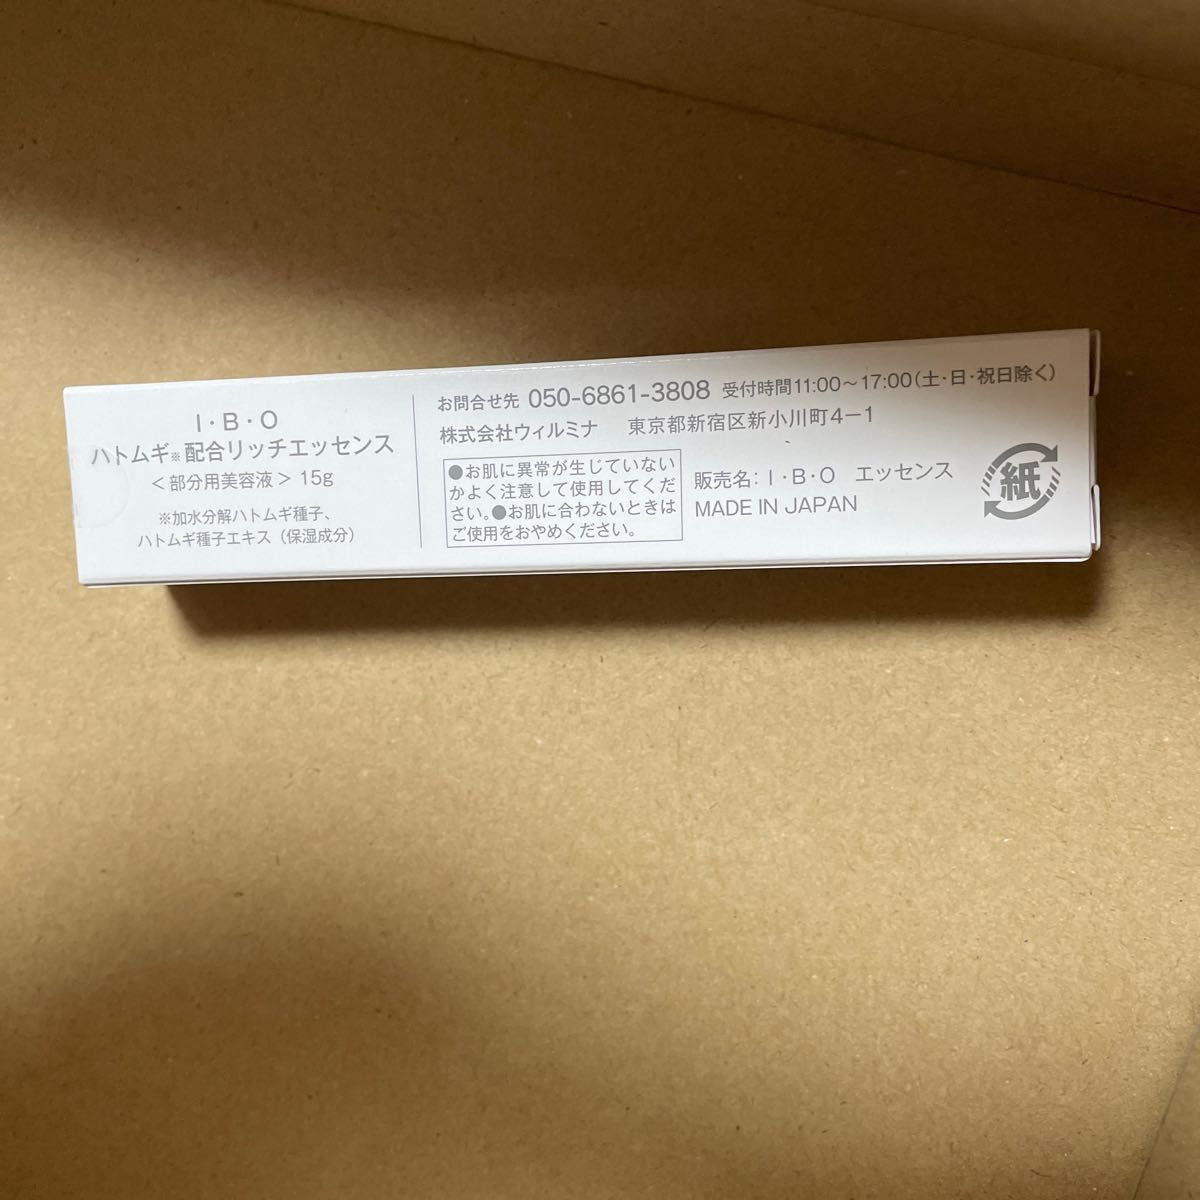 I・B・O
ハトムギ※配合リッチエッセンス
＜部分用美容液＞15g
※加水分解ハトムギ種子、
ハトムギ種子エキス（保湿成分）
お問合せ先 050-6861-3808 受付時間11:00～17:00（土・日・祝日除く）
株式会社ウィルミナ 東京都新宿区新小川町4－1
●お肌に異常が生じていない
かよく注意して使用してくだ
さい。●お肌に合わないときは
ご使用をおやめください。
販売名：I・B・O エッセンス
MADE IN JAPAN
紙